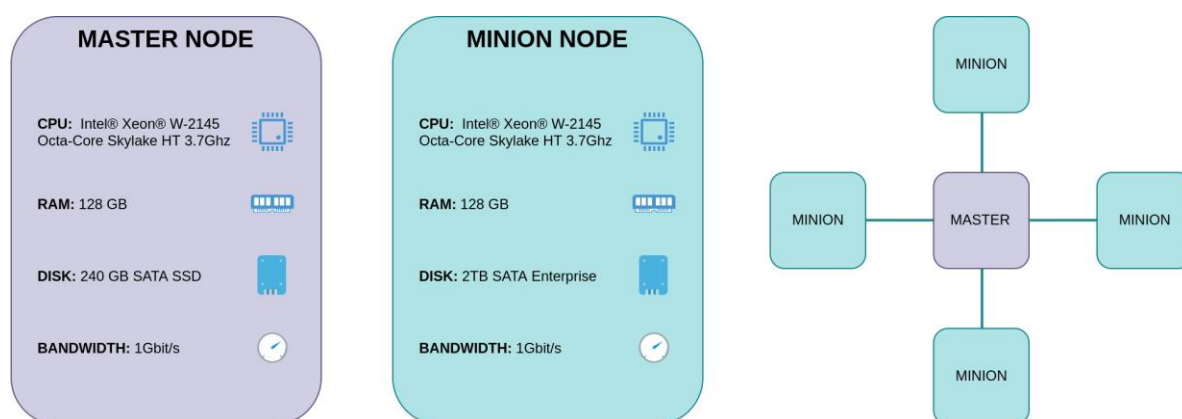 MASTER NODE
CPU: Intel® Xeon® W-2145
Octa-Core Skylake HT 3.7Ghz
RAM: 128 GB
DISK: 240 GB SATA SSD
BANDWIDTH: 1Gbit/s
MINION NODE
CPU: Intel® Xeon® W-2145
Octa-Core Skylake HT 3.7Ghz
RAM: 128 GB
DISK: 2TB SATA Enterprise
BANDWIDTH: 1Gbit/s
MINION
MINION
MASTER
MINION
MINION